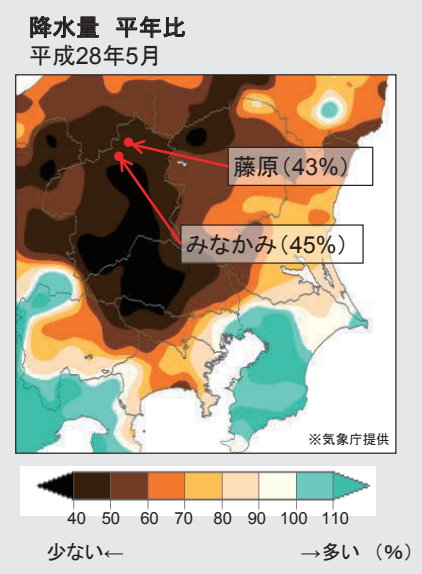 降水量 平年比
平成28年5月
藤原(43%)
みなかみ(45%)
※気象庁提供
40 50 60 70 80 90 100 110
少ない← →多い (%)